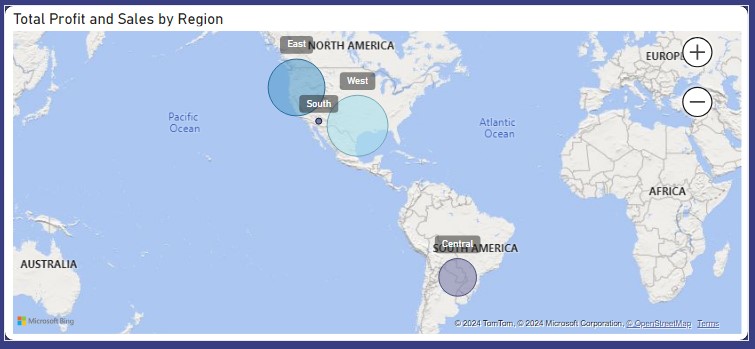 Total Profit and Sales by Region
East
NORTH AMERICA
EUROPE
West
South
Pacific
Ocean
Atlantic
Ocean
AFRICA
Central
SOUTH AMERICA
AUSTRALIA
Microsoft Bing
© 2024 TomTom, © 2024 Microsoft Corporation, © OpenStreetMap Terms